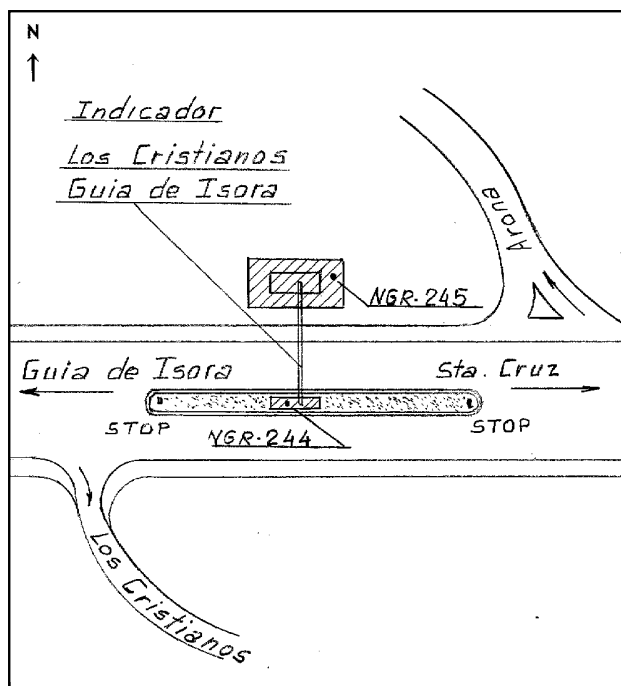 N
Indicador
Los Cristianos
Guia de Isora
Arona
NGR-245
Guia de Isora
Sta. Cruz
STOP
STOP
NGR-244
Los Cristianos